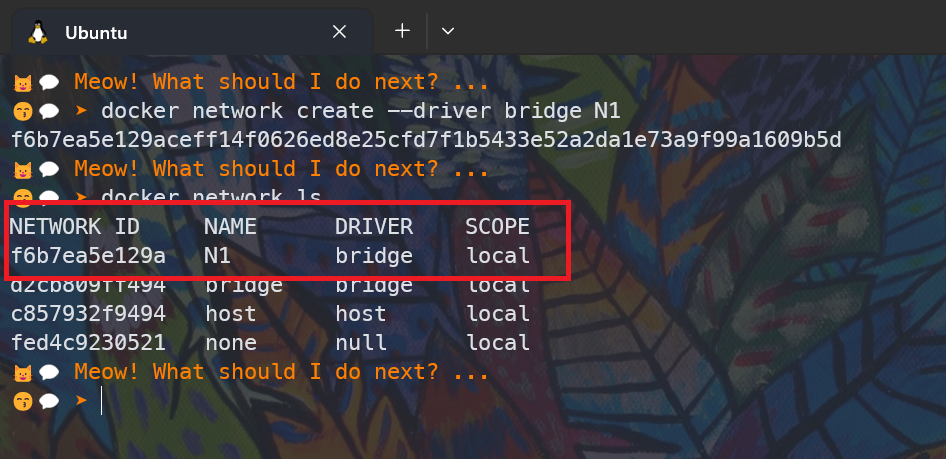 Ubuntu
Meow! What should I do next? ...
➤ docker network create --driver bridge N1
f6b7ea5e129aceff14f0626ed8e25cfd7f1b5433e52a2da1e73a9f99a1609b5d
Meow! What should I do next? ...
➤ docker network ls
NETWORK ID NAME DRIVER SCOPE
f6b7ea5e129a N1 bridge local
d2cb809ff494 bridge bridge local
c857932f9494 host host local
fed4c9230521 none null local
Meow! What should I do next? ...
➤